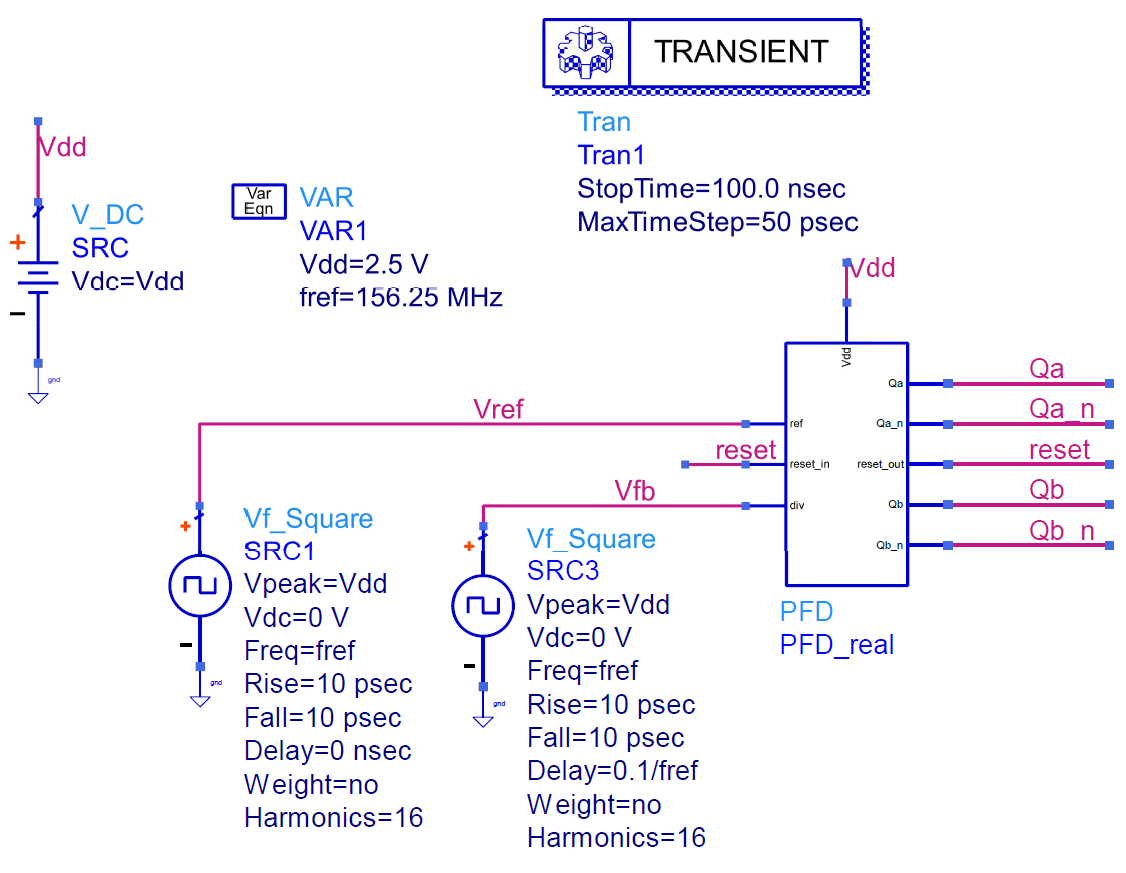 TRANSIENT
Tran
Tran1
StopTime=100.0 nsec
MaxTimeStep=50 psec
Vdd
V_DC
SRC
Vdc=Vdd
+
−
gnd
Var
Eqn
VAR
VAR1
Vdd=2.5 V
fref=156.25 MHz
Vdd
Vdd
Vref
reset
Vfb
ref
reset_in
div
Qa
Qa_n
reset_out
Qb
Qb_n
Qa
Qa_n
reset
Qb
Qb_n
PFD
PFD_real
+
−
gnd
Vf_Square
SRC1
Vpeak=Vdd
Vdc=0 V
Freq=fref
Rise=10 psec
Fall=10 psec
Delay=0 nsec
Weight=no
Harmonics=16
+
−
gnd
Vf_Square
SRC3
Vpeak=Vdd
Vdc=0 V
Freq=fref
Rise=10 psec
Fall=10 psec
Delay=0.1/fref
Weight=no
Harmonics=16